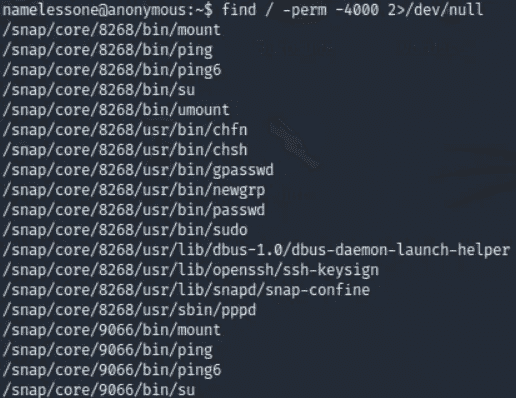 namelessone@anonymous:~$ find / -perm -4000 2>/dev/null
/snap/core/8268/bin/mount
/snap/core/8268/bin/ping
/snap/core/8268/bin/ping6
/snap/core/8268/bin/su
/snap/core/8268/bin/umount
/snap/core/8268/usr/bin/chfn
/snap/core/8268/usr/bin/chsh
/snap/core/8268/usr/bin/gpasswd
/snap/core/8268/usr/bin/newgrp
/snap/core/8268/usr/bin/passwd
/snap/core/8268/usr/bin/sudo
/snap/core/8268/usr/lib/dbus-1.0/dbus-daemon-launch-helper
/snap/core/8268/usr/lib/openssh/ssh-keysign
/snap/core/8268/usr/lib/snapd/snap-confine
/snap/core/8268/usr/sbin/pppd
/snap/core/9066/bin/mount
/snap/core/9066/bin/ping
/snap/core/9066/bin/ping6
/snap/core/9066/bin/su